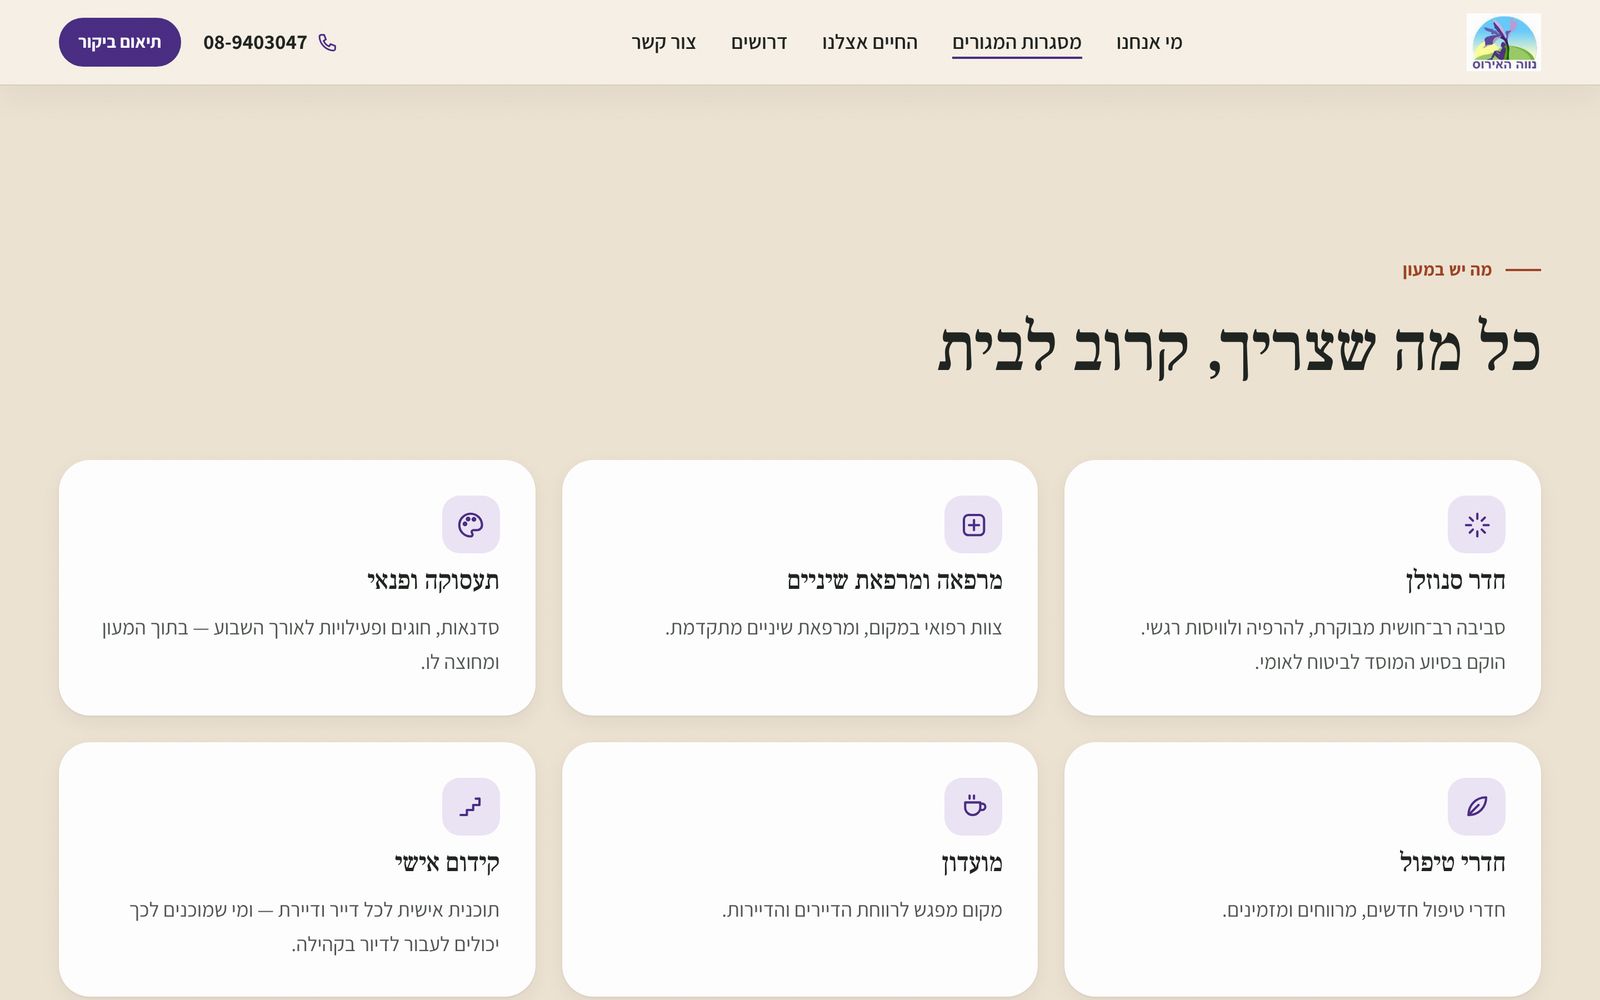 נווה האירוס
מי אנחנו
מסגרות המגורים
החיים אצלנו
דרושים
צור קשר
08-9403047
תיאום ביקור
מה יש במעון
כל מה שצריך, קרוב לבית
חדר סנוזלן
סביבה רב־חושית מבוקרת, להרפיה ולוויסות רגשי.
הוקם בסיוע המוסד לביטוח לאומי.
מרפאה ומרפאת שיניים
צוות רפואי במקום, ומרפאת שיניים מתקדמת.
תעסוקה ופנאי
סדנאות, חוגים ופעילויות לאורך השבוע — בתוך המעון
ומחוצה לו.
חדרי טיפול
חדרי טיפול חדשים, מרווחים ומזמינים.
מועדון
מקום מפגש לרווחת הדיירים והדיירות.
קידום אישי
תוכנית אישית לכל דייר ודיירת — ומי שמוכנים לכך
יכולים לעבור לדיור בקהילה.